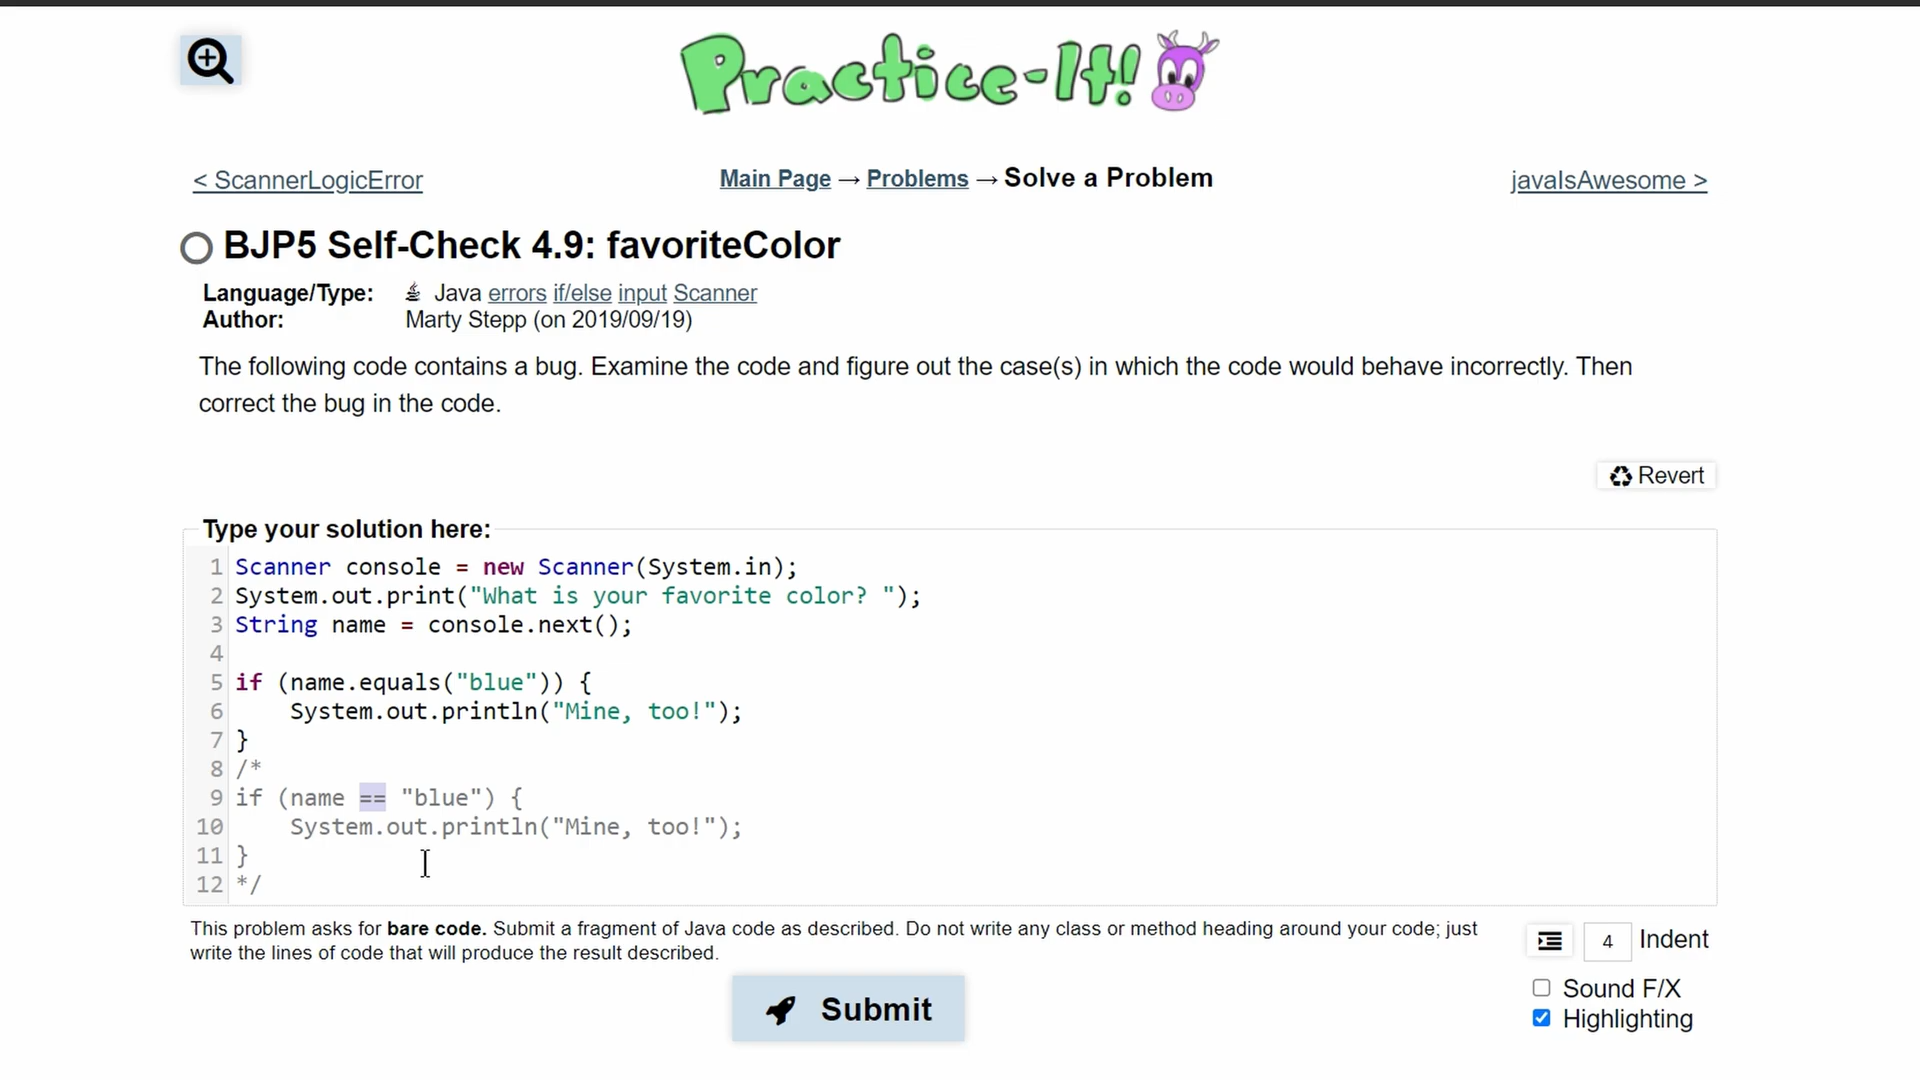 Practice-It!
< ScannerLogicError
Main Page → Problems → Solve a Problem
javaIsAwesome >
BJP5 Self-Check 4.9: favoriteColor
Language/Type: Java errors if/else input Scanner
Author: Marty Stepp (on 2019/09/19)
The following code contains a bug. Examine the code and figure out the case(s) in which the code would behave incorrectly. Then
correct the bug in the code.
Revert
Type your solution here:
1 Scanner console = new Scanner(System.in);
2 System.out.print("What is your favorite color? ");
3 String name = console.next();
4
5 if (name.equals("blue")) {
6     System.out.println("Mine, too!");
7 }
8 /*
9 if (name == "blue") {
10     System.out.println("Mine, too!");
11 }
12 */
This problem asks for bare code. Submit a fragment of Java code as described. Do not write any class or method heading around your code; just
write the lines of code that will produce the result described.
4 Indent
Sound F/X
Highlighting
Submit